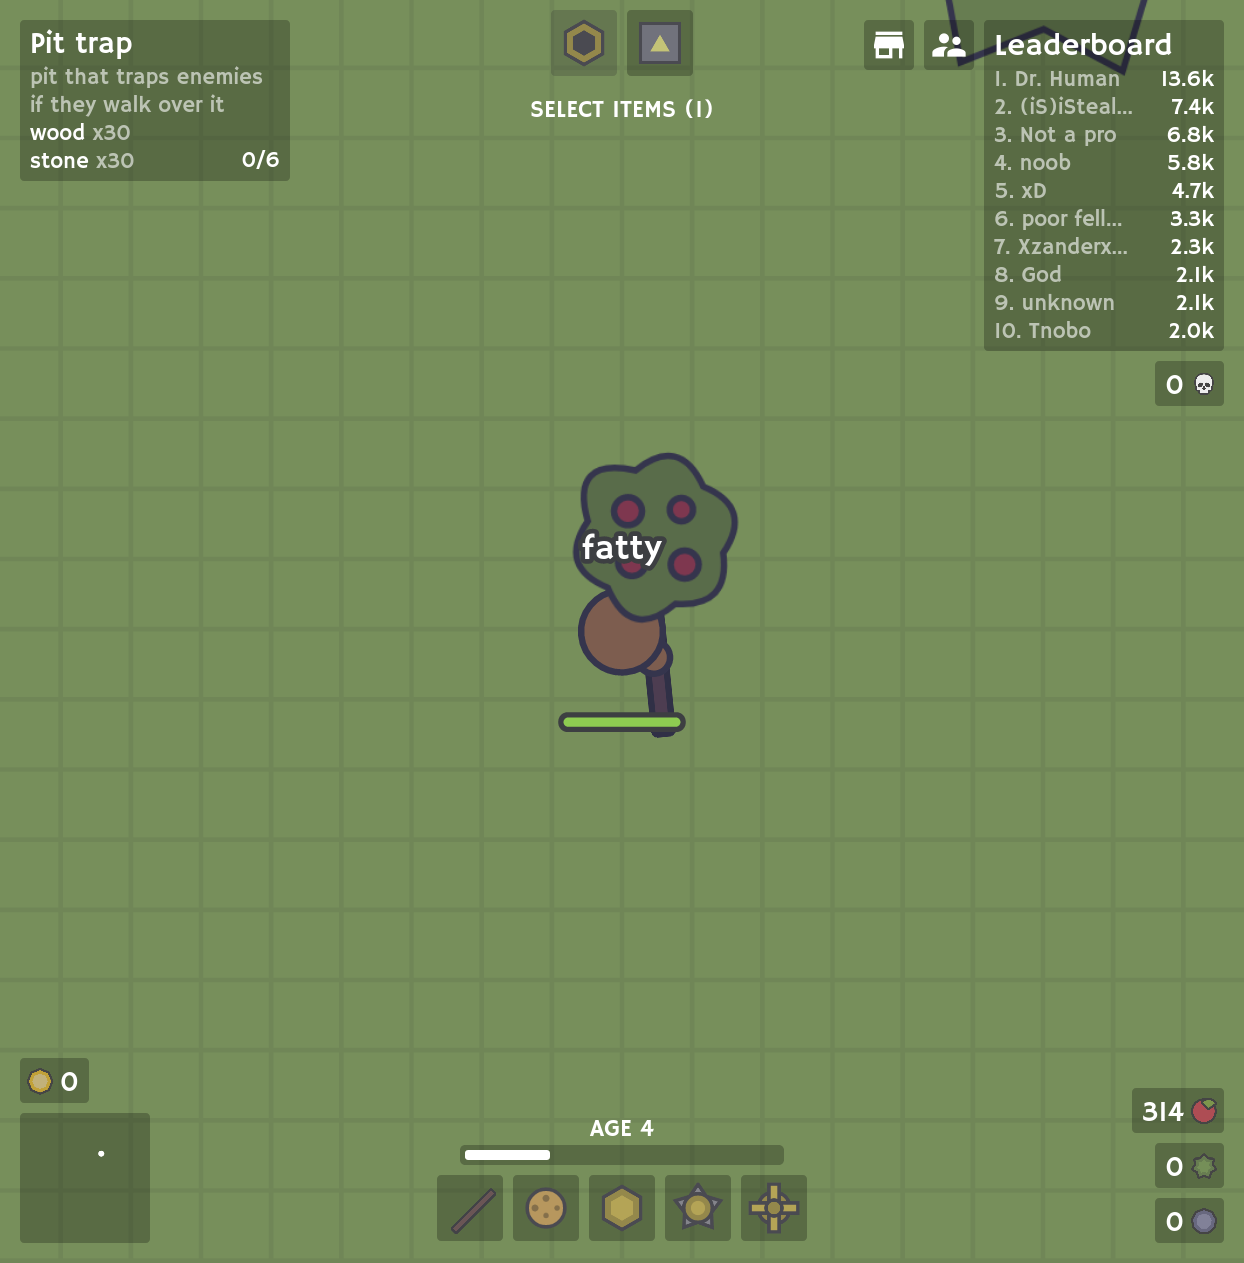 Pit trap
pit that traps enemies
if they walk over it
wood x30
stone x30 0/6
SELECT ITEMS (1)
Leaderboard
1. Dr. Human 13.6k
2. (iS)iSteal... 7.4k
3. Not a pro 6.8k
4. noob 5.8k
5. xD 4.7k
6. poor fell... 3.3k
7. Xzanderx... 2.3k
8. God 2.1k
9. unknown 2.1k
10. Tnobo 2.0k
0
fatty
0
AGE 4
314
0
0